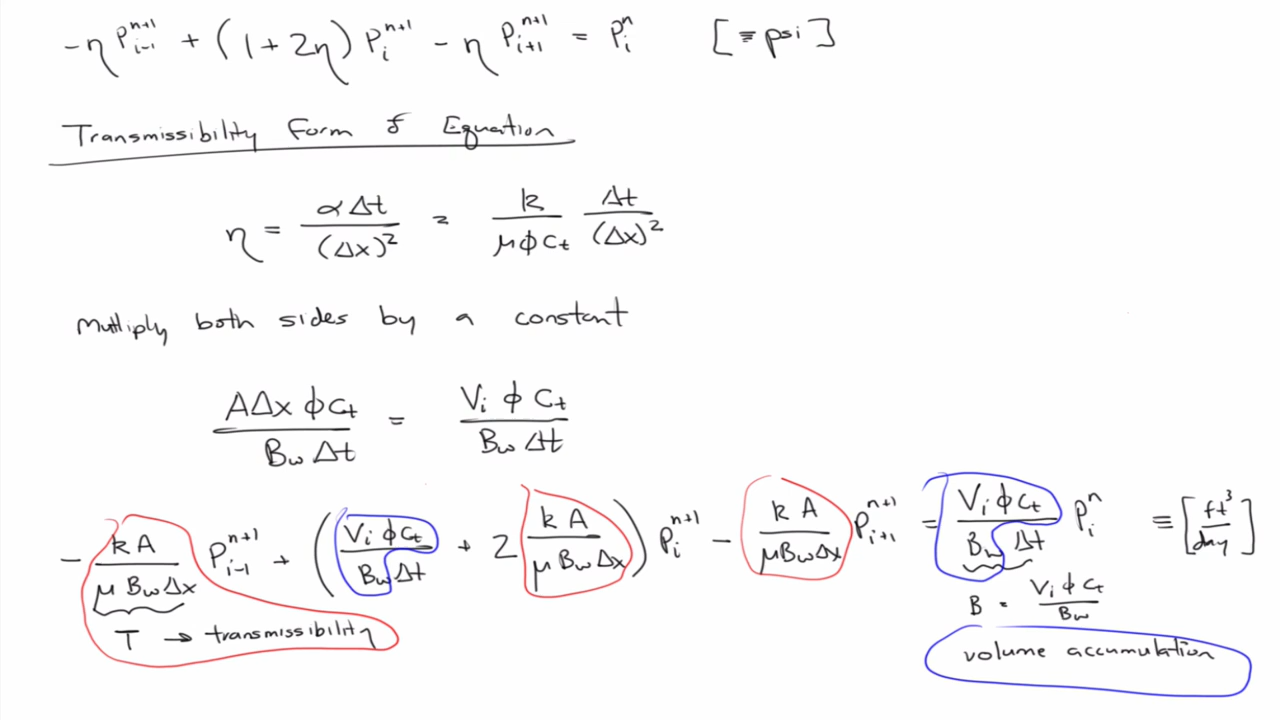 -η P_{i-1}^{n+1} + (1+2η) P_i^{n+1} - η P_{i+1}^{n+1} = P_i^n [≡ psi]
Transmissibility Form of Equation
η = αΔt/(Δx)² = k/(μϕc_t) Δt/(Δx)²
Multiply both sides by a constant
AΔx ϕc_t/(B_w Δt) = V_i ϕ c_t/(B_w Δt)
- kA/(μ B_w Δx) P_{i-1}^{n+1} + (V_i ϕ c_t/(B_w Δt) + 2 kA/(μ B_w Δx)) P_i^{n+1} - kA/(μ B_w Δx) P_{i+1}^{n+1} = V_i ϕ c_t/(B_w Δt) P_i^n ≡ [ft³/day]
T → transmissibility
B = V_i ϕ c_t/B_w
volume accumulation